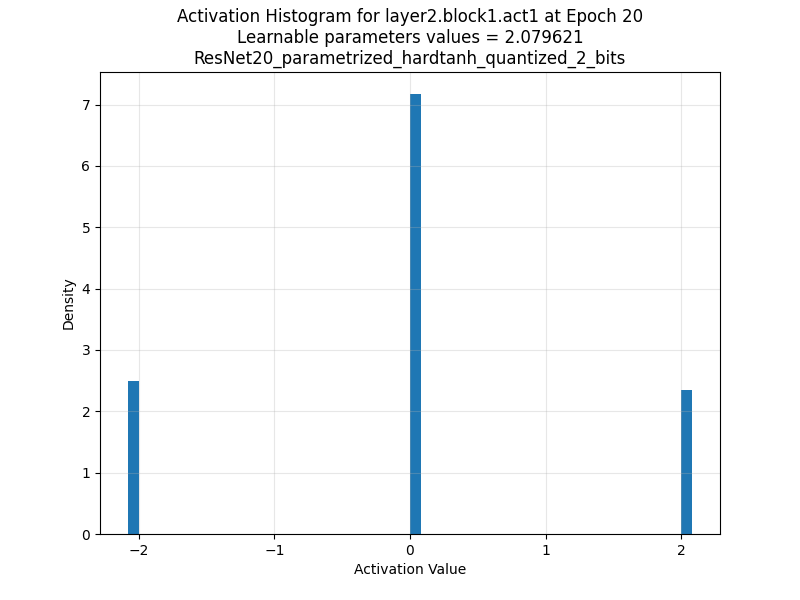 Activation Histogram for layer2.block1.act1 at Epoch 20
Learnable parameters values = 2.079621
ResNet20_parametrized_hardtanh_quantized_2_bits
7
6
5
4
3
2
1
0
Density
−2
−1
0
1
2
Activation Value